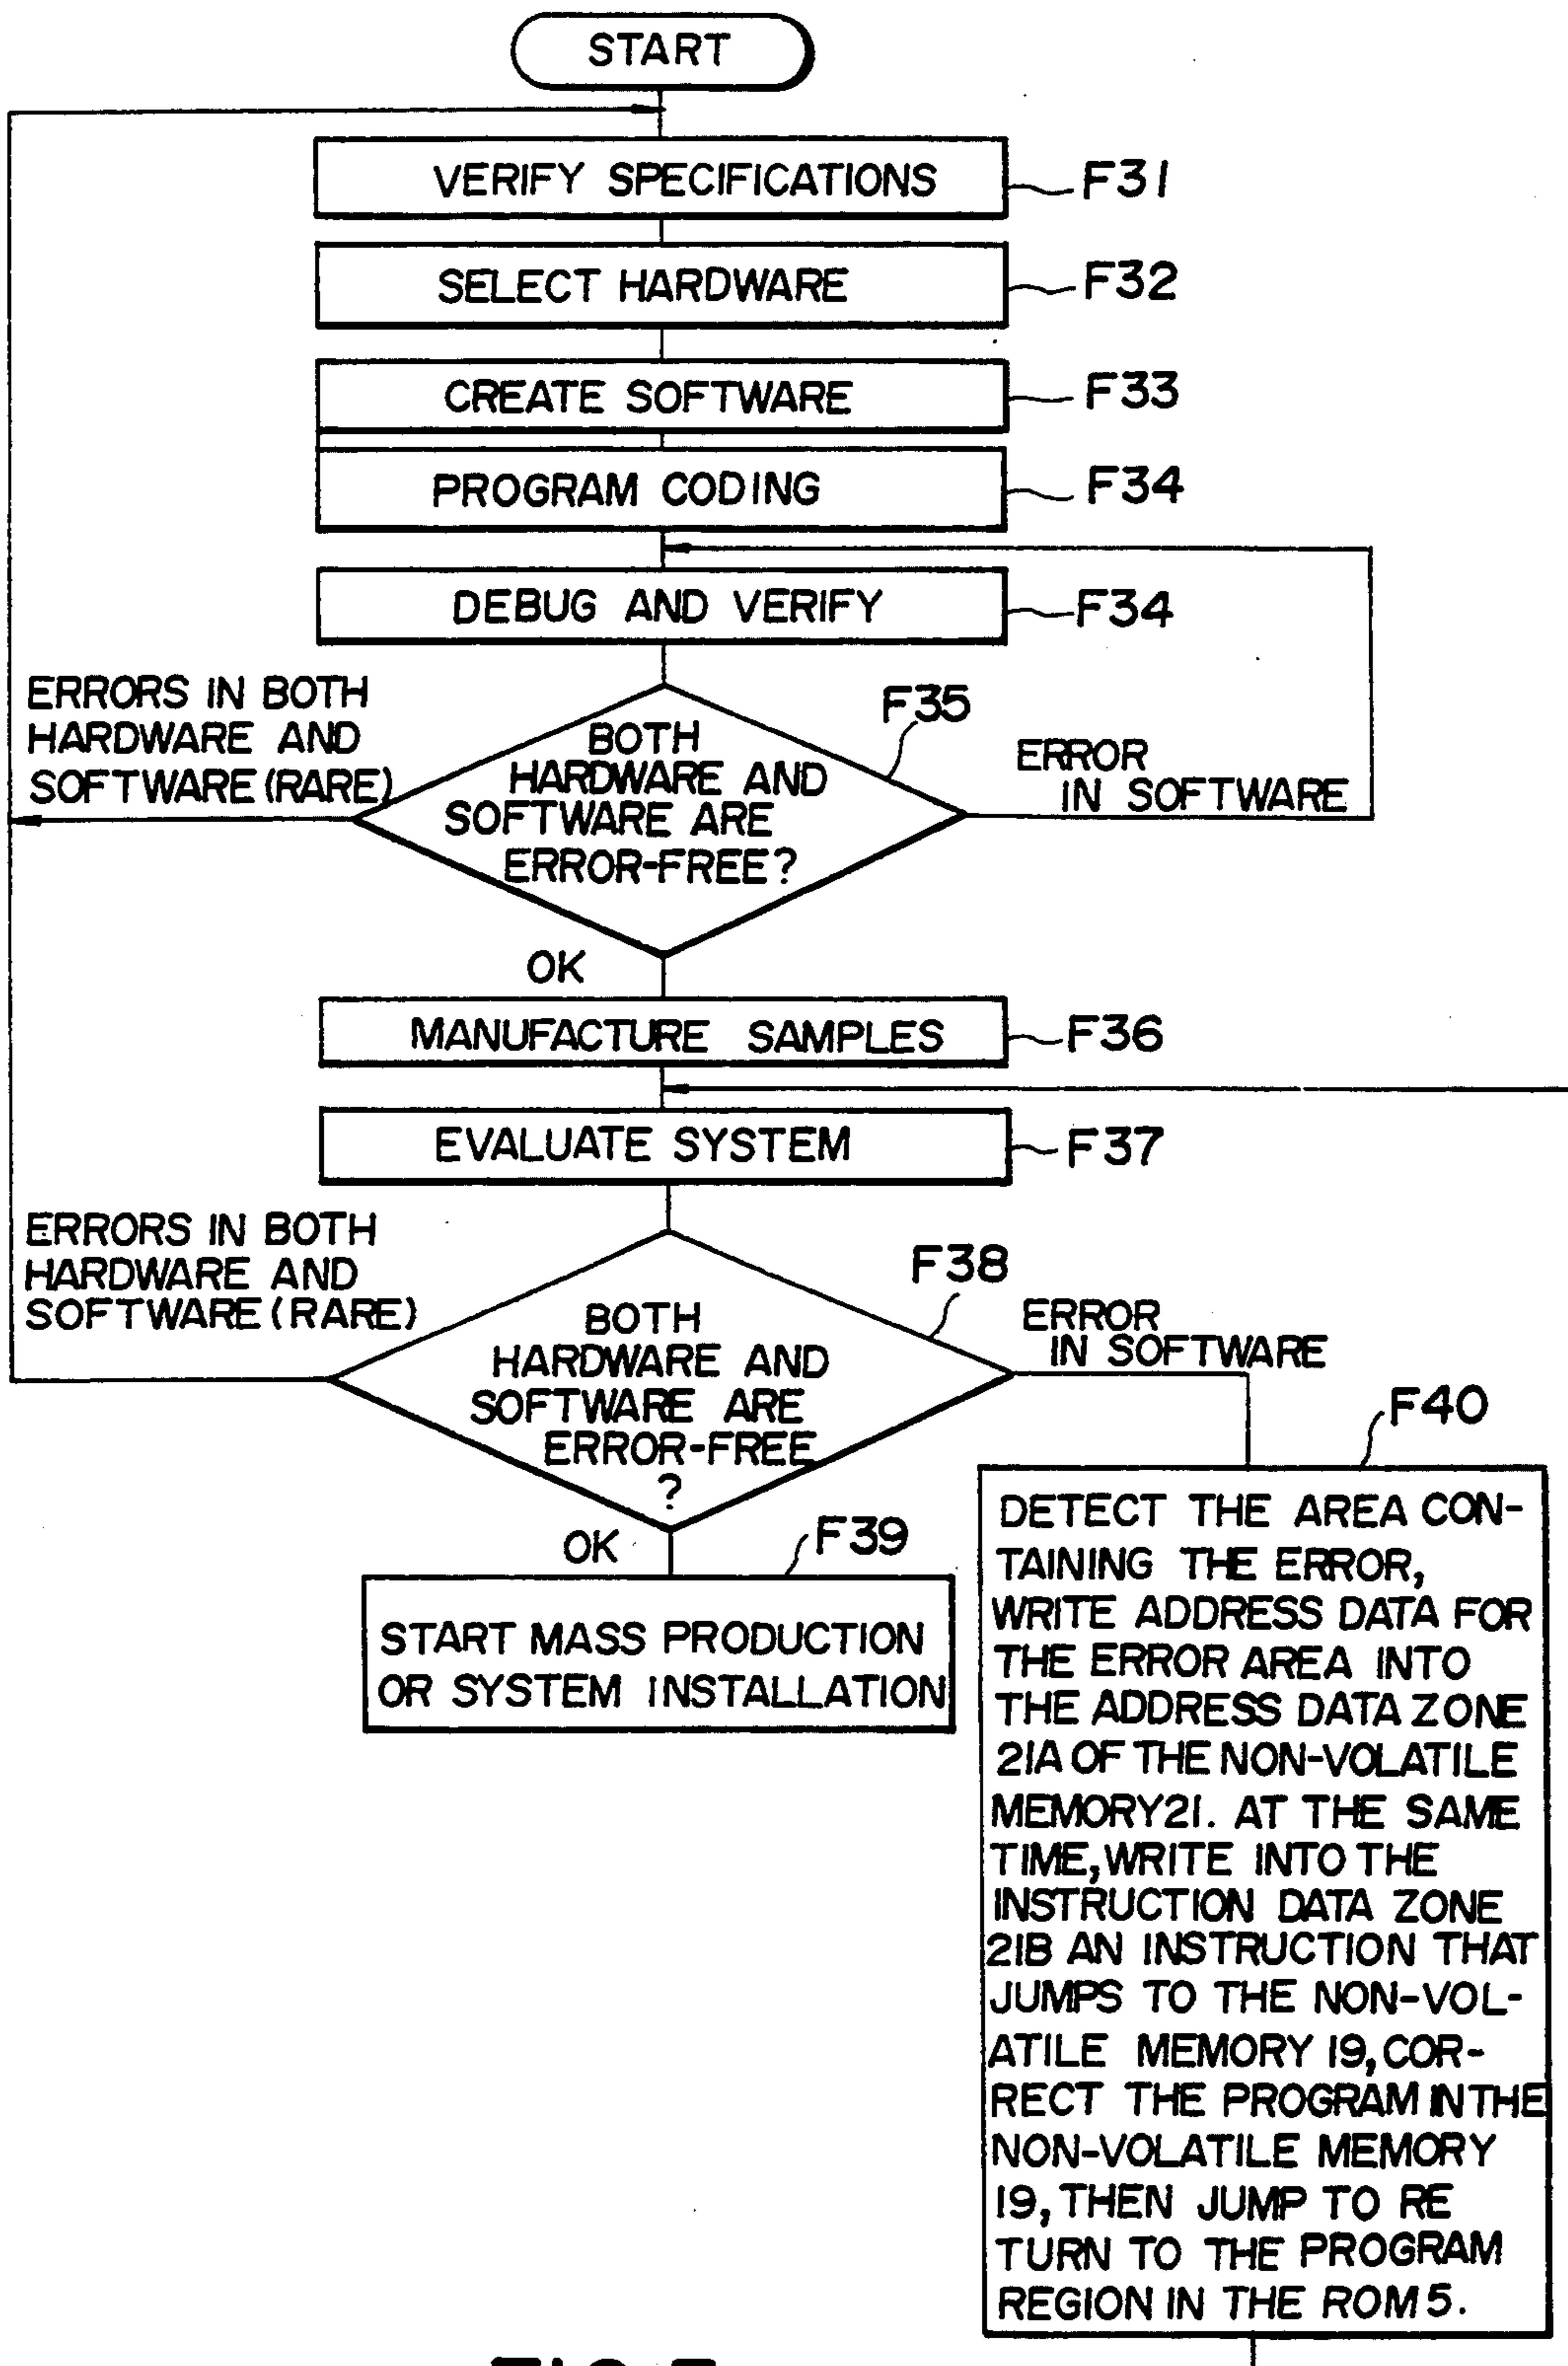 START
VERIFY SPECIFICATIONS
F31
SELECT HARDWARE
F32
CREATE SOFTWARE
F33
PROGRAM CODING
F34
DEBUG AND VERIFY
F34
ERRORS IN BOTH
HARDWARE AND
SOFTWARE (RARE)
BOTH
HARDWARE AND
SOFTWARE ARE
ERROR-FREE?
F35
ERROR
IN SOFTWARE
OK
MANUFACTURE SAMPLES
F36
EVALUATE SYSTEM
F37
ERRORS IN BOTH
HARDWARE AND
SOFTWARE (RARE)
BOTH
HARDWARE AND
SOFTWARE ARE
ERROR-FREE
?
F38
ERROR
IN SOFTWARE
OK
F39
START MASS PRODUCTION
OR SYSTEM INSTALLATION
F40
DETECT THE AREA CON-
TAINING THE ERROR,
WRITE ADDRESS DATA FOR
THE ERROR AREA INTO
THE ADDRESS DATA ZONE
21A OF THE NON-VOLATILE
MEMORY21. AT THE SAME
TIME, WRITE INTO THE
INSTRUCTION DATA ZONE
21B AN INSTRUCTION THAT
JUMPS TO THE NON-VOL-
ATILE MEMORY 19, COR-
RECT THE PROGRAM IN THE
NON-VOLATILE MEMORY
19, THEN JUMP TO RE
TURN TO THE PROGRAM
REGION IN THE ROM 5.